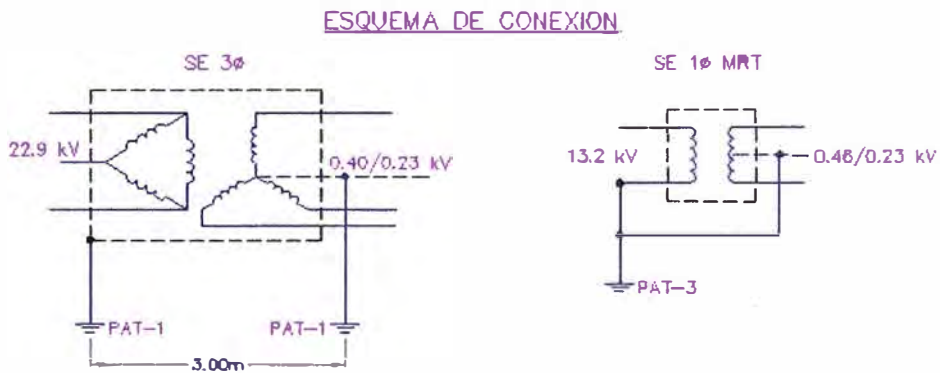 ESQUEMA DE CONEXION
SE 3ø
22.9 kV
0.40/0.23 kV
PAT-1
PAT-1
3.00m
SE 1ø MRT
13.2 kV
0.46/0.23 kV
PAT-3